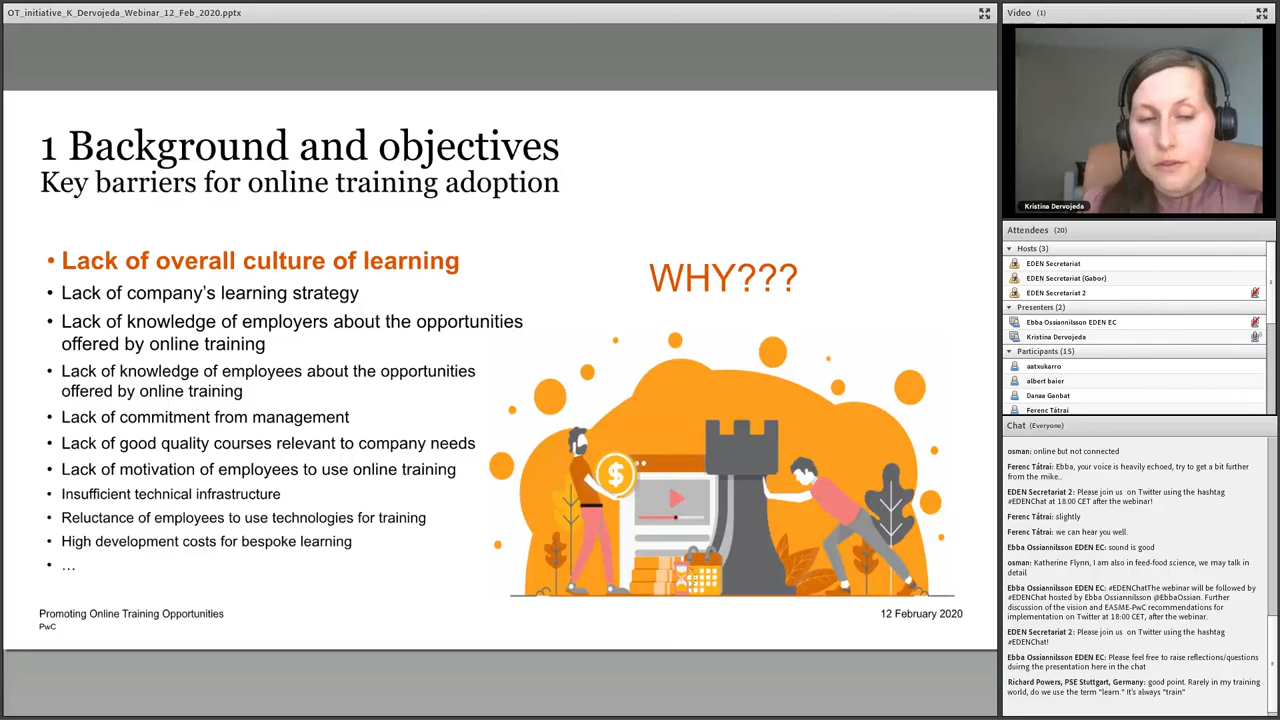 OT_initiative_K_Dervojeda_Webinar_12_Feb_2020.pptx
1 Background and objectives
Key barriers for online training adoption
• Lack of overall culture of learning
• Lack of company's learning strategy
• Lack of knowledge of employers about the opportunities
offered by online training
• Lack of knowledge of employees about the opportunities
offered by online training
• Lack of commitment from management
• Lack of good quality courses relevant to company needs
• Lack of motivation of employees to use online training
• Insufficient technical infrastructure
• Reluctance of employees to use technologies for training
• High development costs for bespoke learning
• …
WHY???
$
Promoting Online Training Opportunities
PwC
12 February 2020
Video (1)
Kristina Dervojeda
Attendees (20)
Hosts (3)
EDEN Secretariat
EDEN Secretariat (Gabor)
EDEN Secretariat 2
Presenters (2)
Ebba Ossiannilsson EDEN EC
Kristina Dervojeda
Participants (15)
aatxukarro
albert baier
Danaa Ganbat
Ferenc Tátrai
Chat (Everyone)
osman: online but not connected
Ferenc Tátrai: Ebba, your voice is heavily echoed, try to get a bit further
from the mike..
EDEN Secretariat 2: Please join us on Twitter using the hashtag
#EDENChat at 18.00 CET after the webinar!
Ferenc Tátrai: slightly
Ferenc Tátrai: we can hear you well.
Ebba Ossiannilsson EDEN EC: sound is good
osman: Katherine Flynn, I am also in feed-food science, we may talk in
detail
Ebba Ossiannilsson EDEN EC: #EDENChatThe webinar will be followed by
#EDENChat hosted by Ebba Ossiannilsson @EbbaOssian. Further
discussion of the vision and EASME-PwC recommendations for
implementation on Twitter at 18:00 CET, after the webinar.
EDEN Secretariat 2: Please join us on Twitter using the hashtag
#EDENChat!
Ebba Ossiannilsson EDEN EC: Please feel free to raise reflections/questions
duirng the presentation here in the chat
Richard Powers, PSE Stuttgart, Germany: good point. Rarely in my training
world, do we use the term "learn." It's always "train"